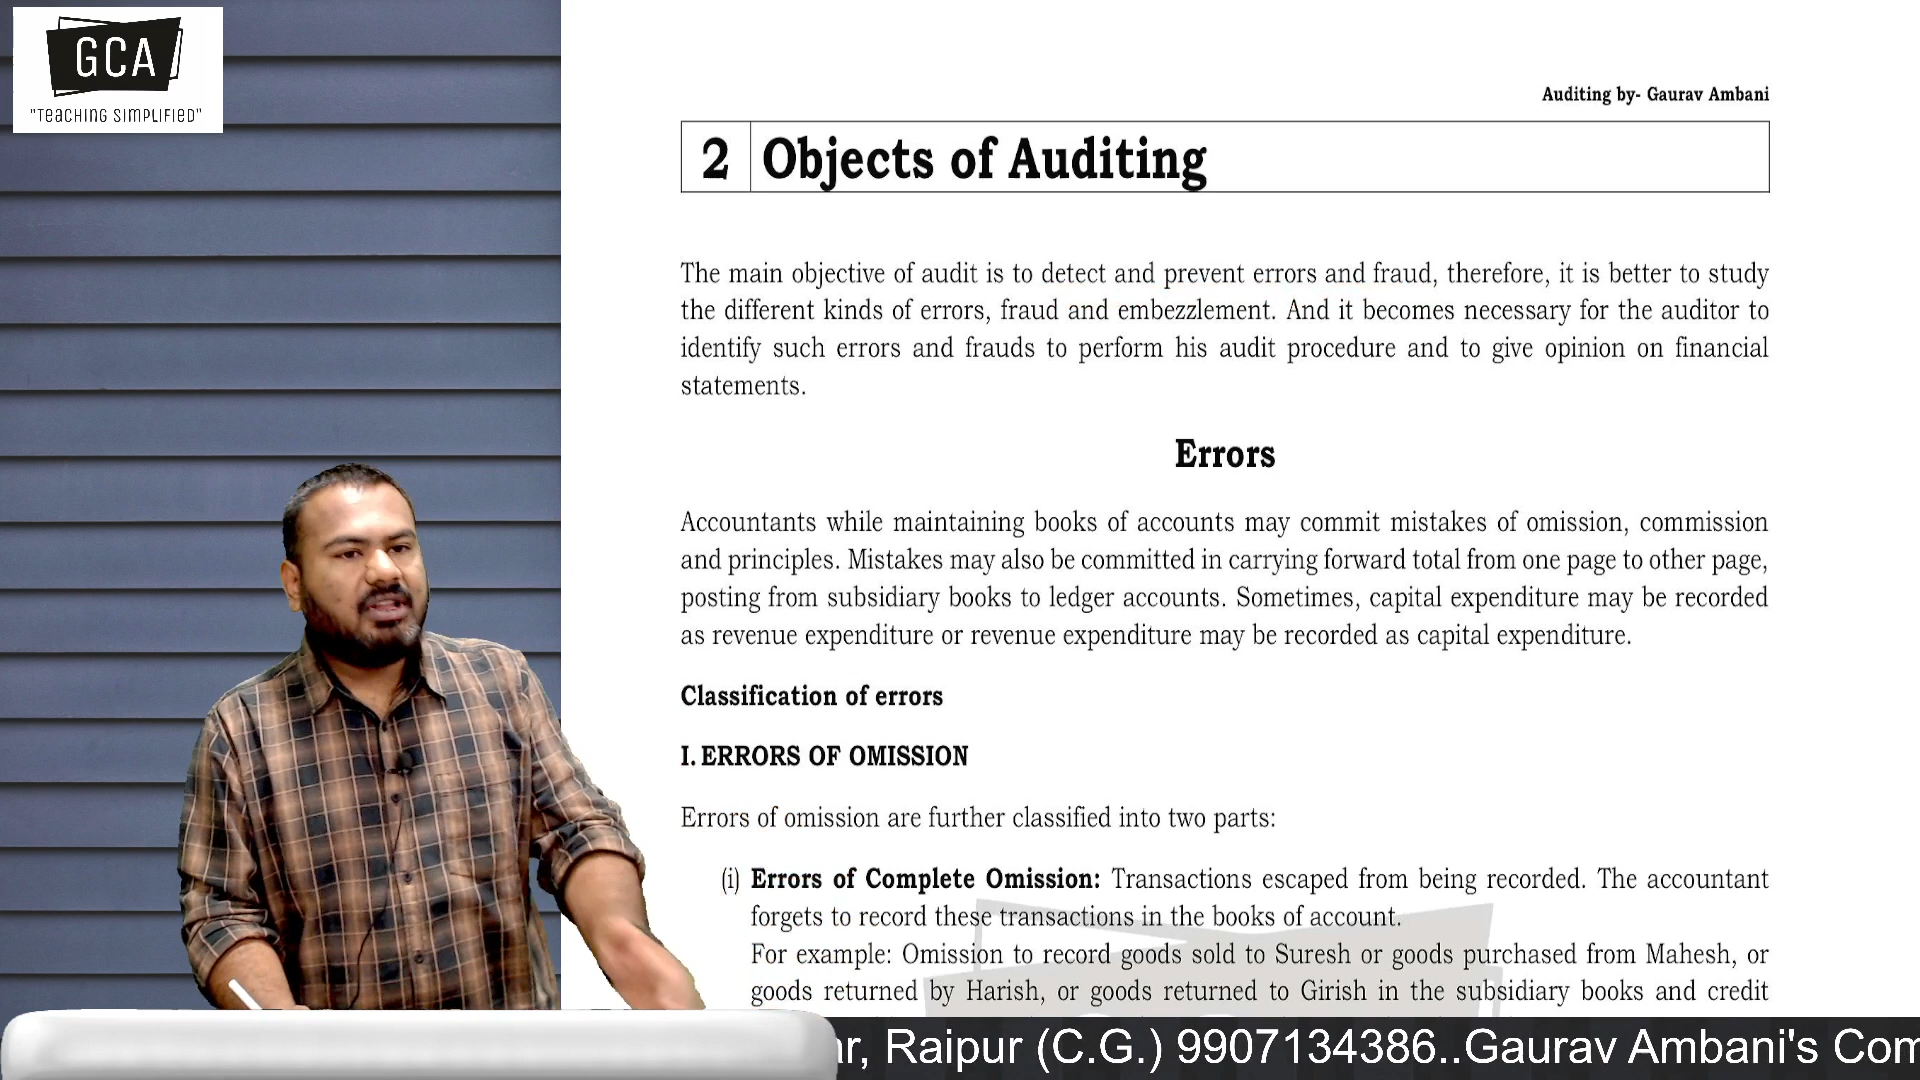 GCA
"TEACHING SIMPLIFIED"
Auditing by- Gaurav Ambani
2 Objects of Auditing
The main objective of audit is to detect and prevent errors and fraud, therefore, it is better to study
the different kinds of errors, fraud and embezzlement. And it becomes necessary for the auditor to
identify such errors and frauds to perform his audit procedure and to give opinion on financial
statements.
Errors
Accountants while maintaining books of accounts may commit mistakes of omission, commission
and principles. Mistakes may also be committed in carrying forward total from one page to other page,
posting from subsidiary books to ledger accounts. Sometimes, capital expenditure may be recorded
as revenue expenditure or revenue expenditure may be recorded as capital expenditure.
Classification of errors
I. ERRORS OF OMISSION
Errors of omission are further classified into two parts:
(i) Errors of Complete Omission: Transactions escaped from being recorded. The accountant
forgets to record these transactions in the books of account.
For example: Omission to record goods sold to Suresh or goods purchased from Mahesh, or
goods returned by Harish, or goods returned to Girish in the subsidiary books and credit
Raipur (C.G.) 9907134386..Gaurav Ambani's Com